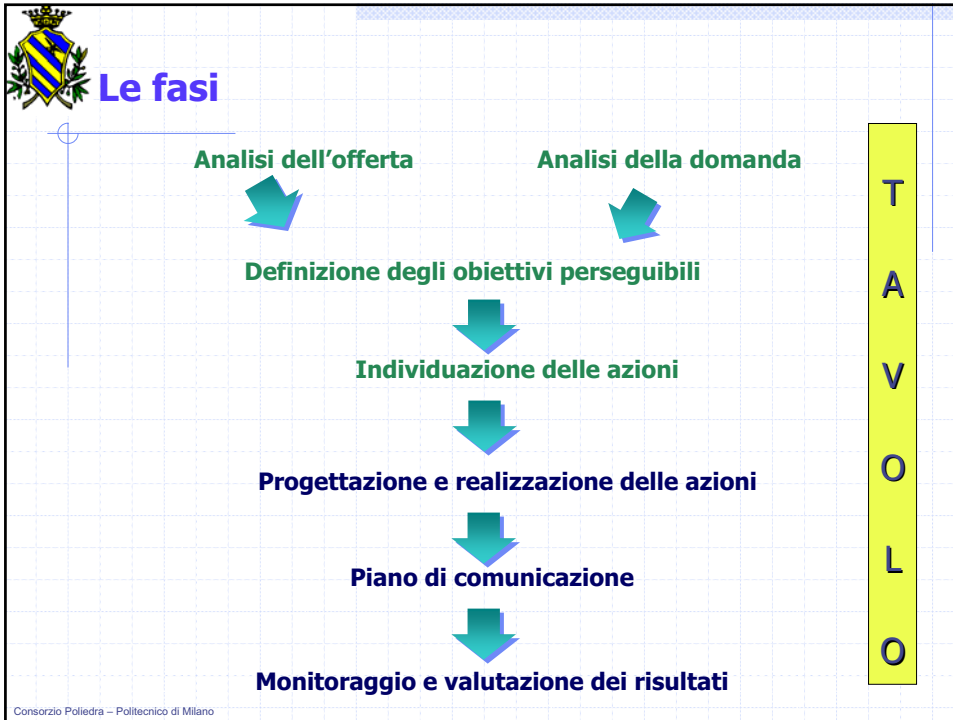 Le fasi
Analisi dell’offerta
Analisi della domanda
Definizione degli obiettivi perseguibili
Individuazione delle azioni
Progettazione e realizzazione delle azioni
Piano di comunicazione
Monitoraggio e valutazione dei risultati
T
A
V
O
L
O
Consorzio Poliedra – Politecnico di Milano